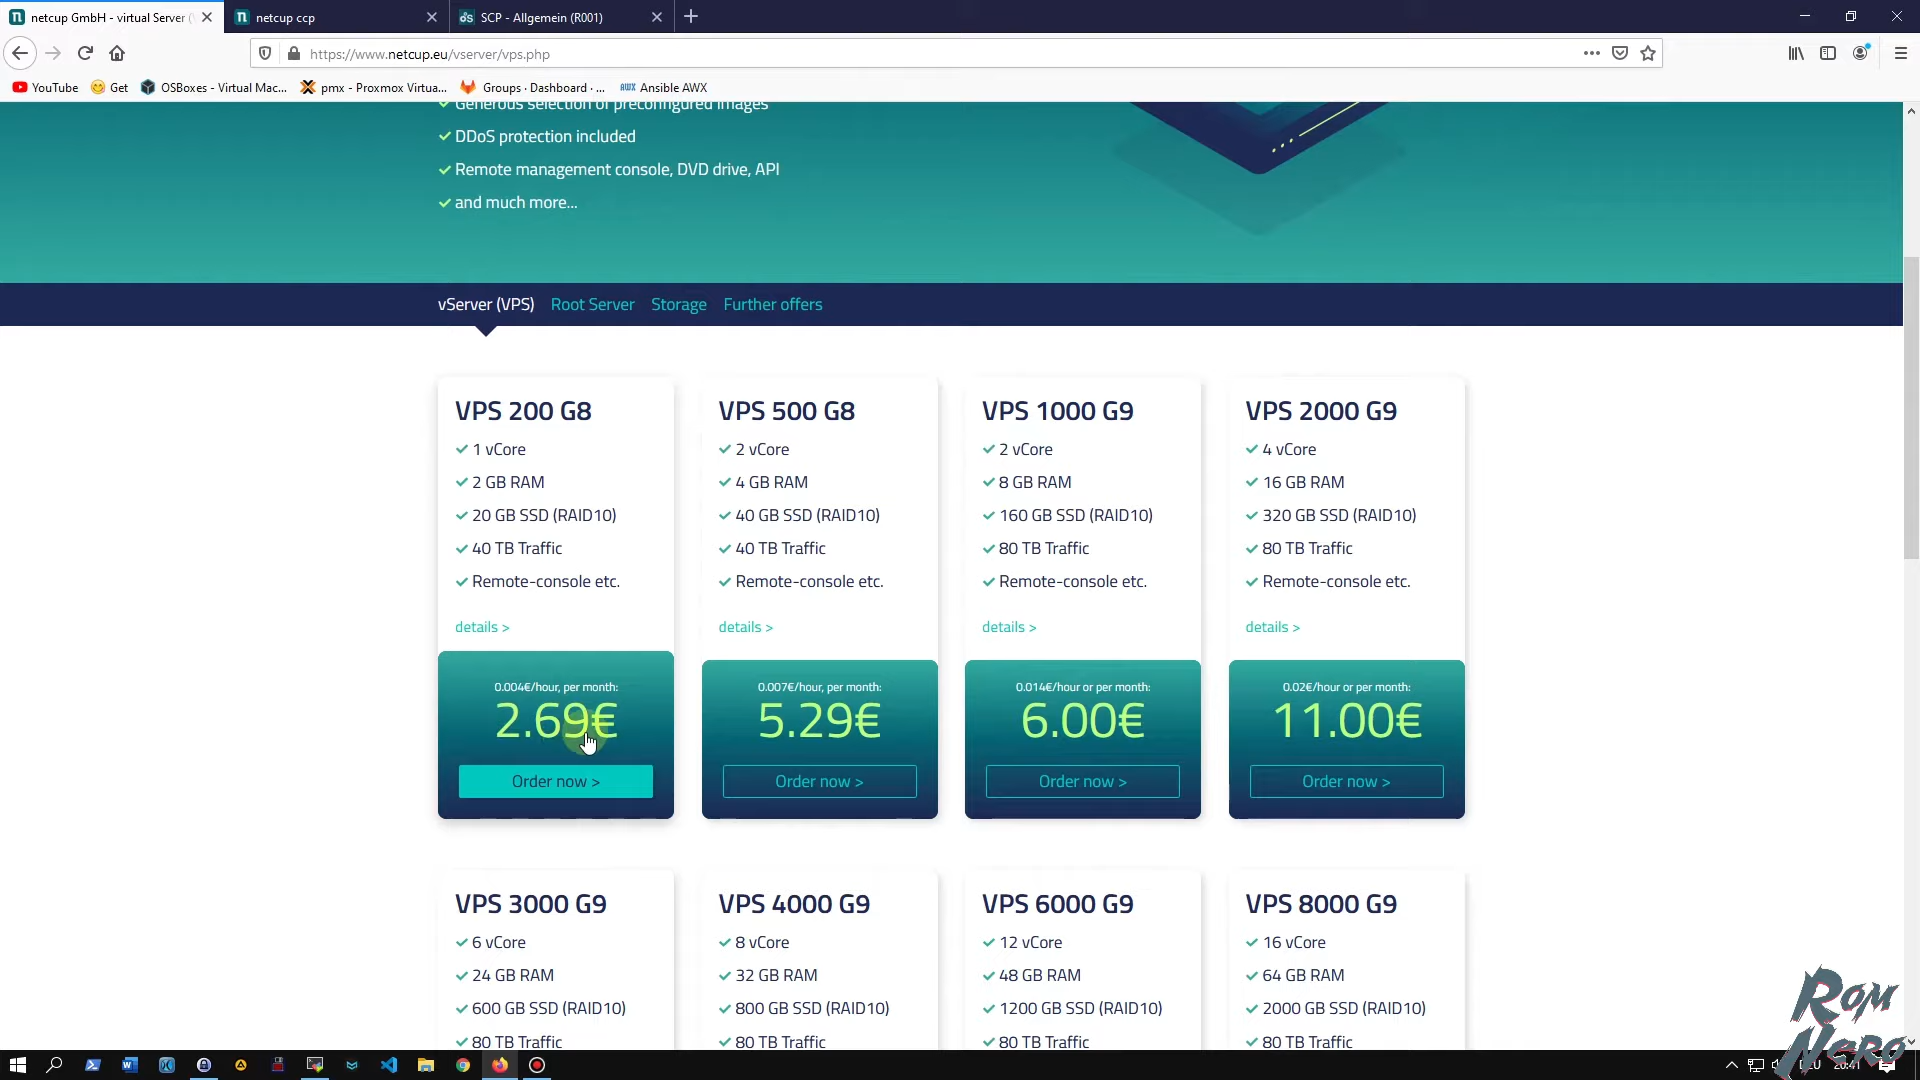 netcup GmbH - virtual Server (
netcup ccp
SCP - Allgemein (R001)
https://www.netcup.eu/vserver/vps.php
YouTube
Get
OSBoxes - Virtual Mac...
pmx - Proxmox Virtua...
Groups · Dashboard · ...
AWX Ansible AWX
Generous selection of preconfigured images
DDoS protection included
Remote management console, DVD drive, API
and much more...
vServer (VPS) Root Server Storage Further offers
VPS 200 G8
1 vCore
2 GB RAM
20 GB SSD (RAID10)
40 TB Traffic
Remote-console etc.
details >
0.004€/hour, per month:
2.69€
Order now >
VPS 500 G8
2 vCore
4 GB RAM
40 GB SSD (RAID10)
40 TB Traffic
Remote-console etc.
details >
0.007€/hour, per month:
5.29€
Order now >
VPS 1000 G9
2 vCore
8 GB RAM
160 GB SSD (RAID10)
80 TB Traffic
Remote-console etc.
details >
0.014€/hour or per month:
6.00€
Order now >
VPS 2000 G9
4 vCore
16 GB RAM
320 GB SSD (RAID10)
80 TB Traffic
Remote-console etc.
details >
0.02€/hour or per month:
11.00€
Order now >
VPS 3000 G9
6 vCore
24 GB RAM
600 GB SSD (RAID10)
80 TB Traffic
VPS 4000 G9
8 vCore
32 GB RAM
800 GB SSD (RAID10)
80 TB Traffic
VPS 6000 G9
12 vCore
48 GB RAM
1200 GB SSD (RAID10)
80 TB Traffic
VPS 8000 G9
16 vCore
64 GB RAM
2000 GB SSD (RAID10)
80 TB Traffic
Rom
Nero
20:41